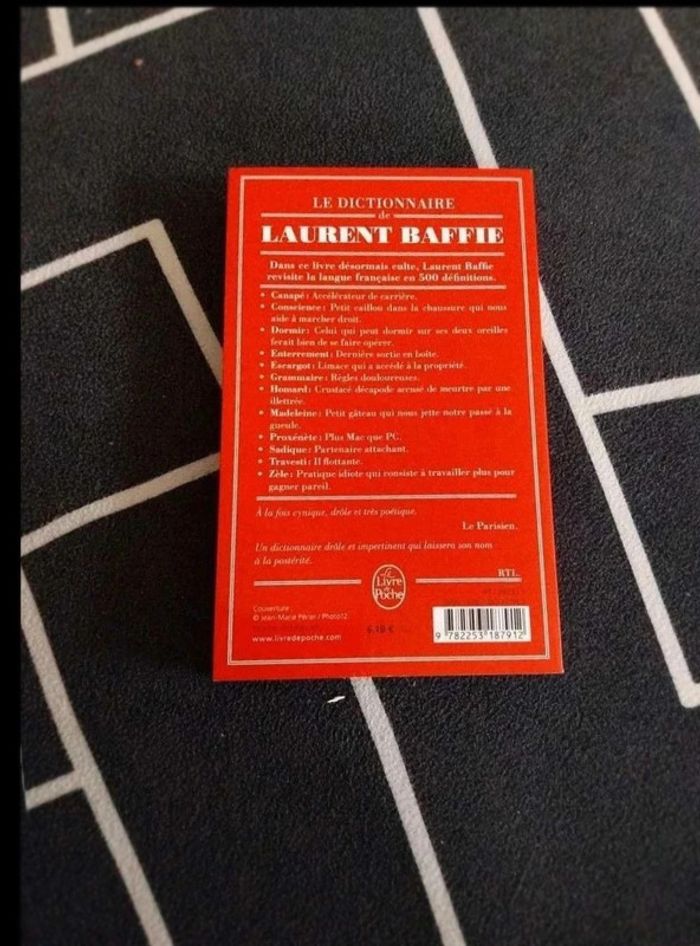 LE DICTIONNAIRE
de
LAURENT BAFFIE
Dans ce livre désormais culte, Laurent Baffie
revisite la langue française en 500 définitions.
• Canapé : Accélérateur de carrière.
• Conscience : Petit caillou dans la chaussure qui nous
aide à marcher droit.
• Dormir : Celui qui peut dormir sur ses deux oreilles
ferait bien de se faire opérer.
• Enterrement : Dernière sortie en boîte.
• Escargot : Limace qui a accédé à la propriété.
• Grammaire : Règles douloureuses.
• Homard : Crustacé décapode accusé de meurtre par une
illettrée.
• Madeleine : Petit gâteau qui nous jette notre passé à la
gueule.
• Proxénète : Plus Mac que PC.
• Sadique : Partenaire attachant.
• Travesti : Il flottante.
• Zèle : Pratique idiote qui consiste à travailler plus pour
gagner pareil.
À la fois cynique, drôle et très poétique.
Le Parisien.
Un dictionnaire drôle et impertinent qui laissera son nom
à la postérité.
RTL.
Le
Livre
de
Poche
Couverture :
© Jean-Marie Périer / Photo12
www.livredepoche.com
6,10 €
9 782253 187912